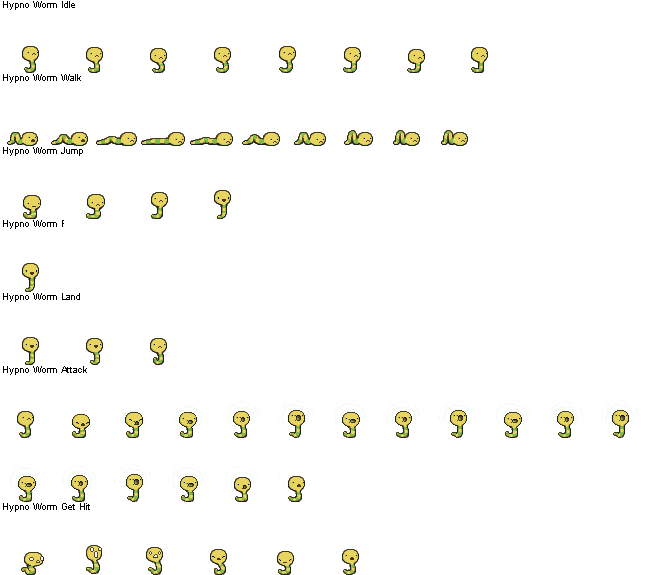 Hypno Worm Idle
Hypno Worm Walk
Hypno Worm Jump
Hypno Worm F
Hypno Worm Land
Hypno Worm Attack
Hypno Worm Get Hit